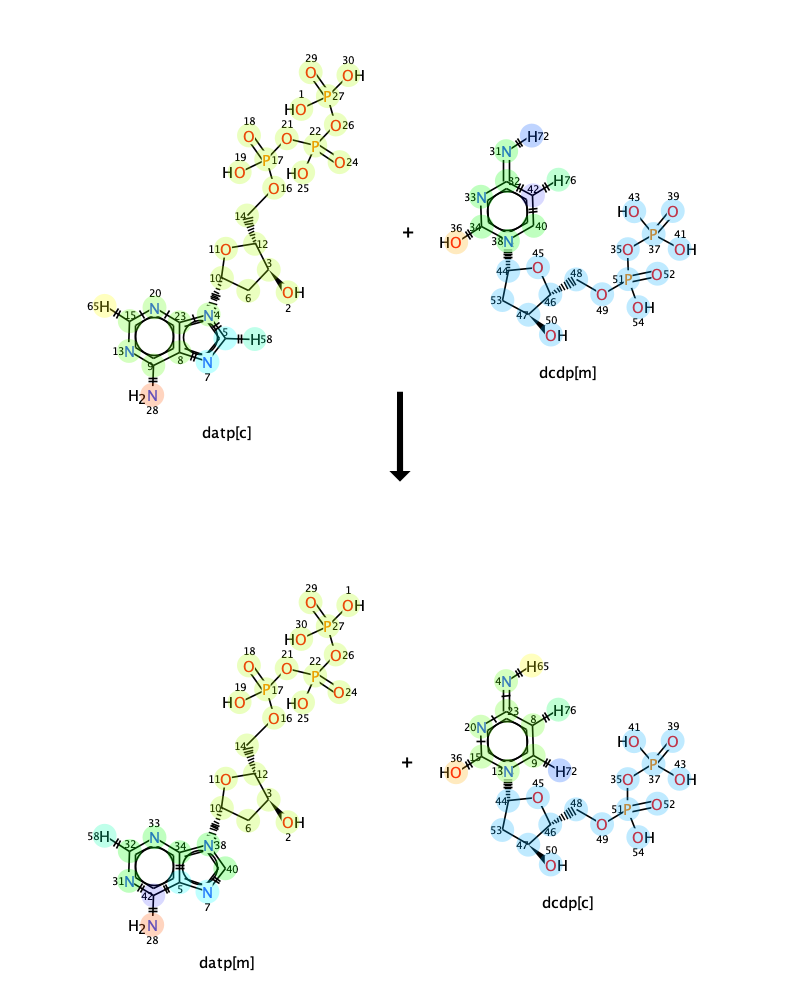 29 30
O OH
1
HO P 27
18 21 22 O 26
O O P
19 P 17 O 24
HO HO
25
O 16
14
11 O 12
3
10 6 OH
2
65 H 20
15 N 23 N 4
13 N 5 H 58
9 8 N
7
H2N
28
datp[c]
+
H 72
31 N
32 42 H 76
33 N
36 34 40
HO 38 N
43 39
HO O
41
35 O P OH
37
45
44 O 48 51 P O 52
53 46 O OH
49 54
47 50
OH
dcdp[m]
29 1
O OH
30
HO P 27
18 21 22 O 26
O O P
19 P 17 O 24
HO HO
25
O 16
14
11 O 12
3
10 6 OH
2
58 H 33
32 N 34 N 38
31 N 40
42 5 N
7
H2N
28
datp[m]
+
H 65
4 N
23 8 H 76
20 N
36 15 9
HO 13 N H 72
41 39
HO O
43
35 O P OH
37
45
44 O 48 51 P O 52
53 46 O OH
49 54
47 50
OH
dcdp[c]